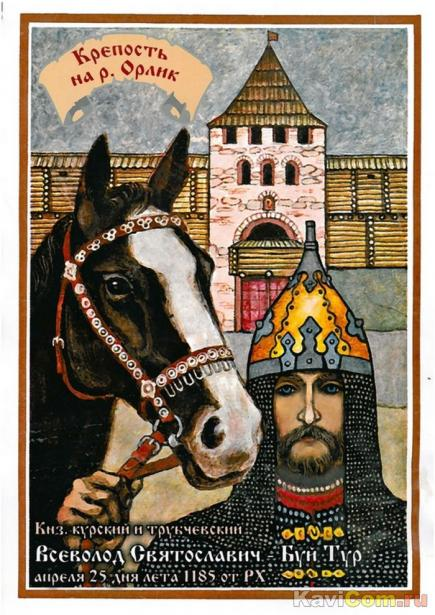 Крепость
на р. Орлик
Кнз. курский и трубчевский
Всеволод Святославич - Буй Тур
апреля 25 дня лета 1185 от РХ
KaviCom.ru